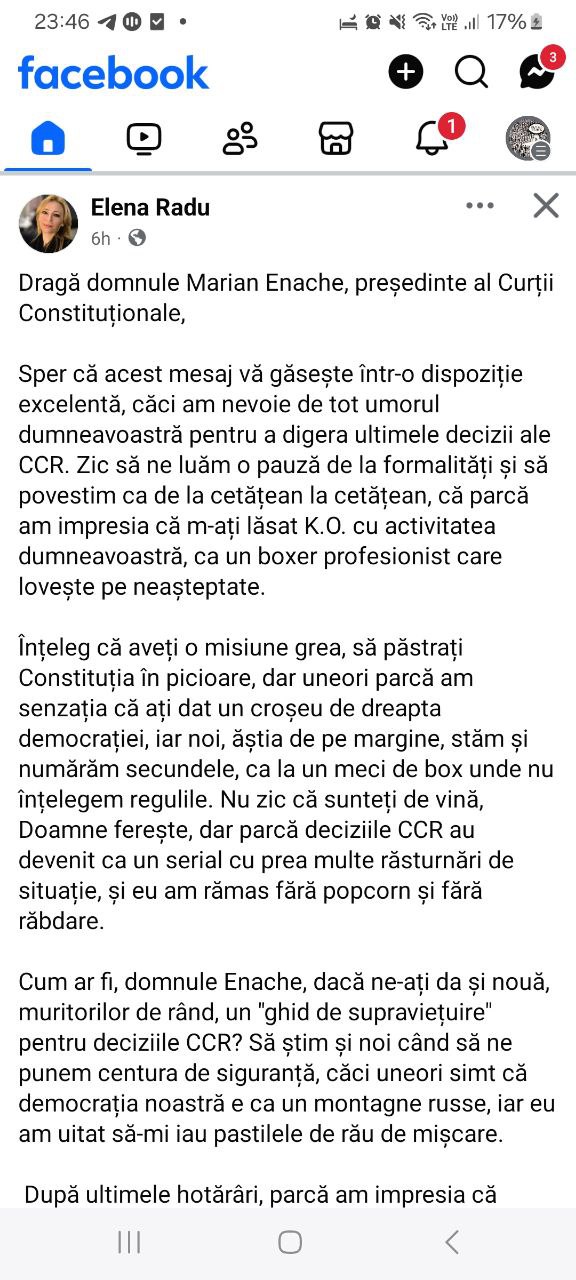 23:46
Vo))
LTE
17%
facebook
3
1
Elena Radu
6h ·
Dragă domnule Marian Enache, președinte al Curții
Constituționale,
Sper că acest mesaj vă găsește într-o dispoziție
excelentă, căci am nevoie de tot umorul
dumneavoastră pentru a digera ultimele decizii ale
CCR. Zic să ne luăm o pauză de la formalități și să
povestim ca de la cetățean la cetățean, că parcă
am impresia că m-ați lăsat K.O. cu activitatea
dumneavoastră, ca un boxer profesionist care
lovește pe neașteptate.
Înțeleg că aveți o misiune grea, să păstrați
Constituția în picioare, dar uneori parcă am
senzația că ați dat un croșeu de dreapta
democrației, iar noi, ăștia de pe margine, stăm și
numărăm secundele, ca la un meci de box unde nu
înțelegem regulile. Nu zic că sunteți de vină,
Doamne ferește, dar parcă deciziile CCR au
devenit ca un serial cu prea multe răsturnări de
situație, și eu am rămas fără popcorn și fără
răbdare.
Cum ar fi, domnule Enache, dacă ne-ați da și nouă,
muritorilor de rând, un "ghid de supraviețuire"
pentru deciziile CCR? Să știm și noi când să ne
punem centura de siguranță, căci uneori simt că
democrația noastră e ca un montagne russe, iar eu
am uitat să-mi iau pastilele de rău de mișcare.
După ultimele hotărâri, parcă am impresia că